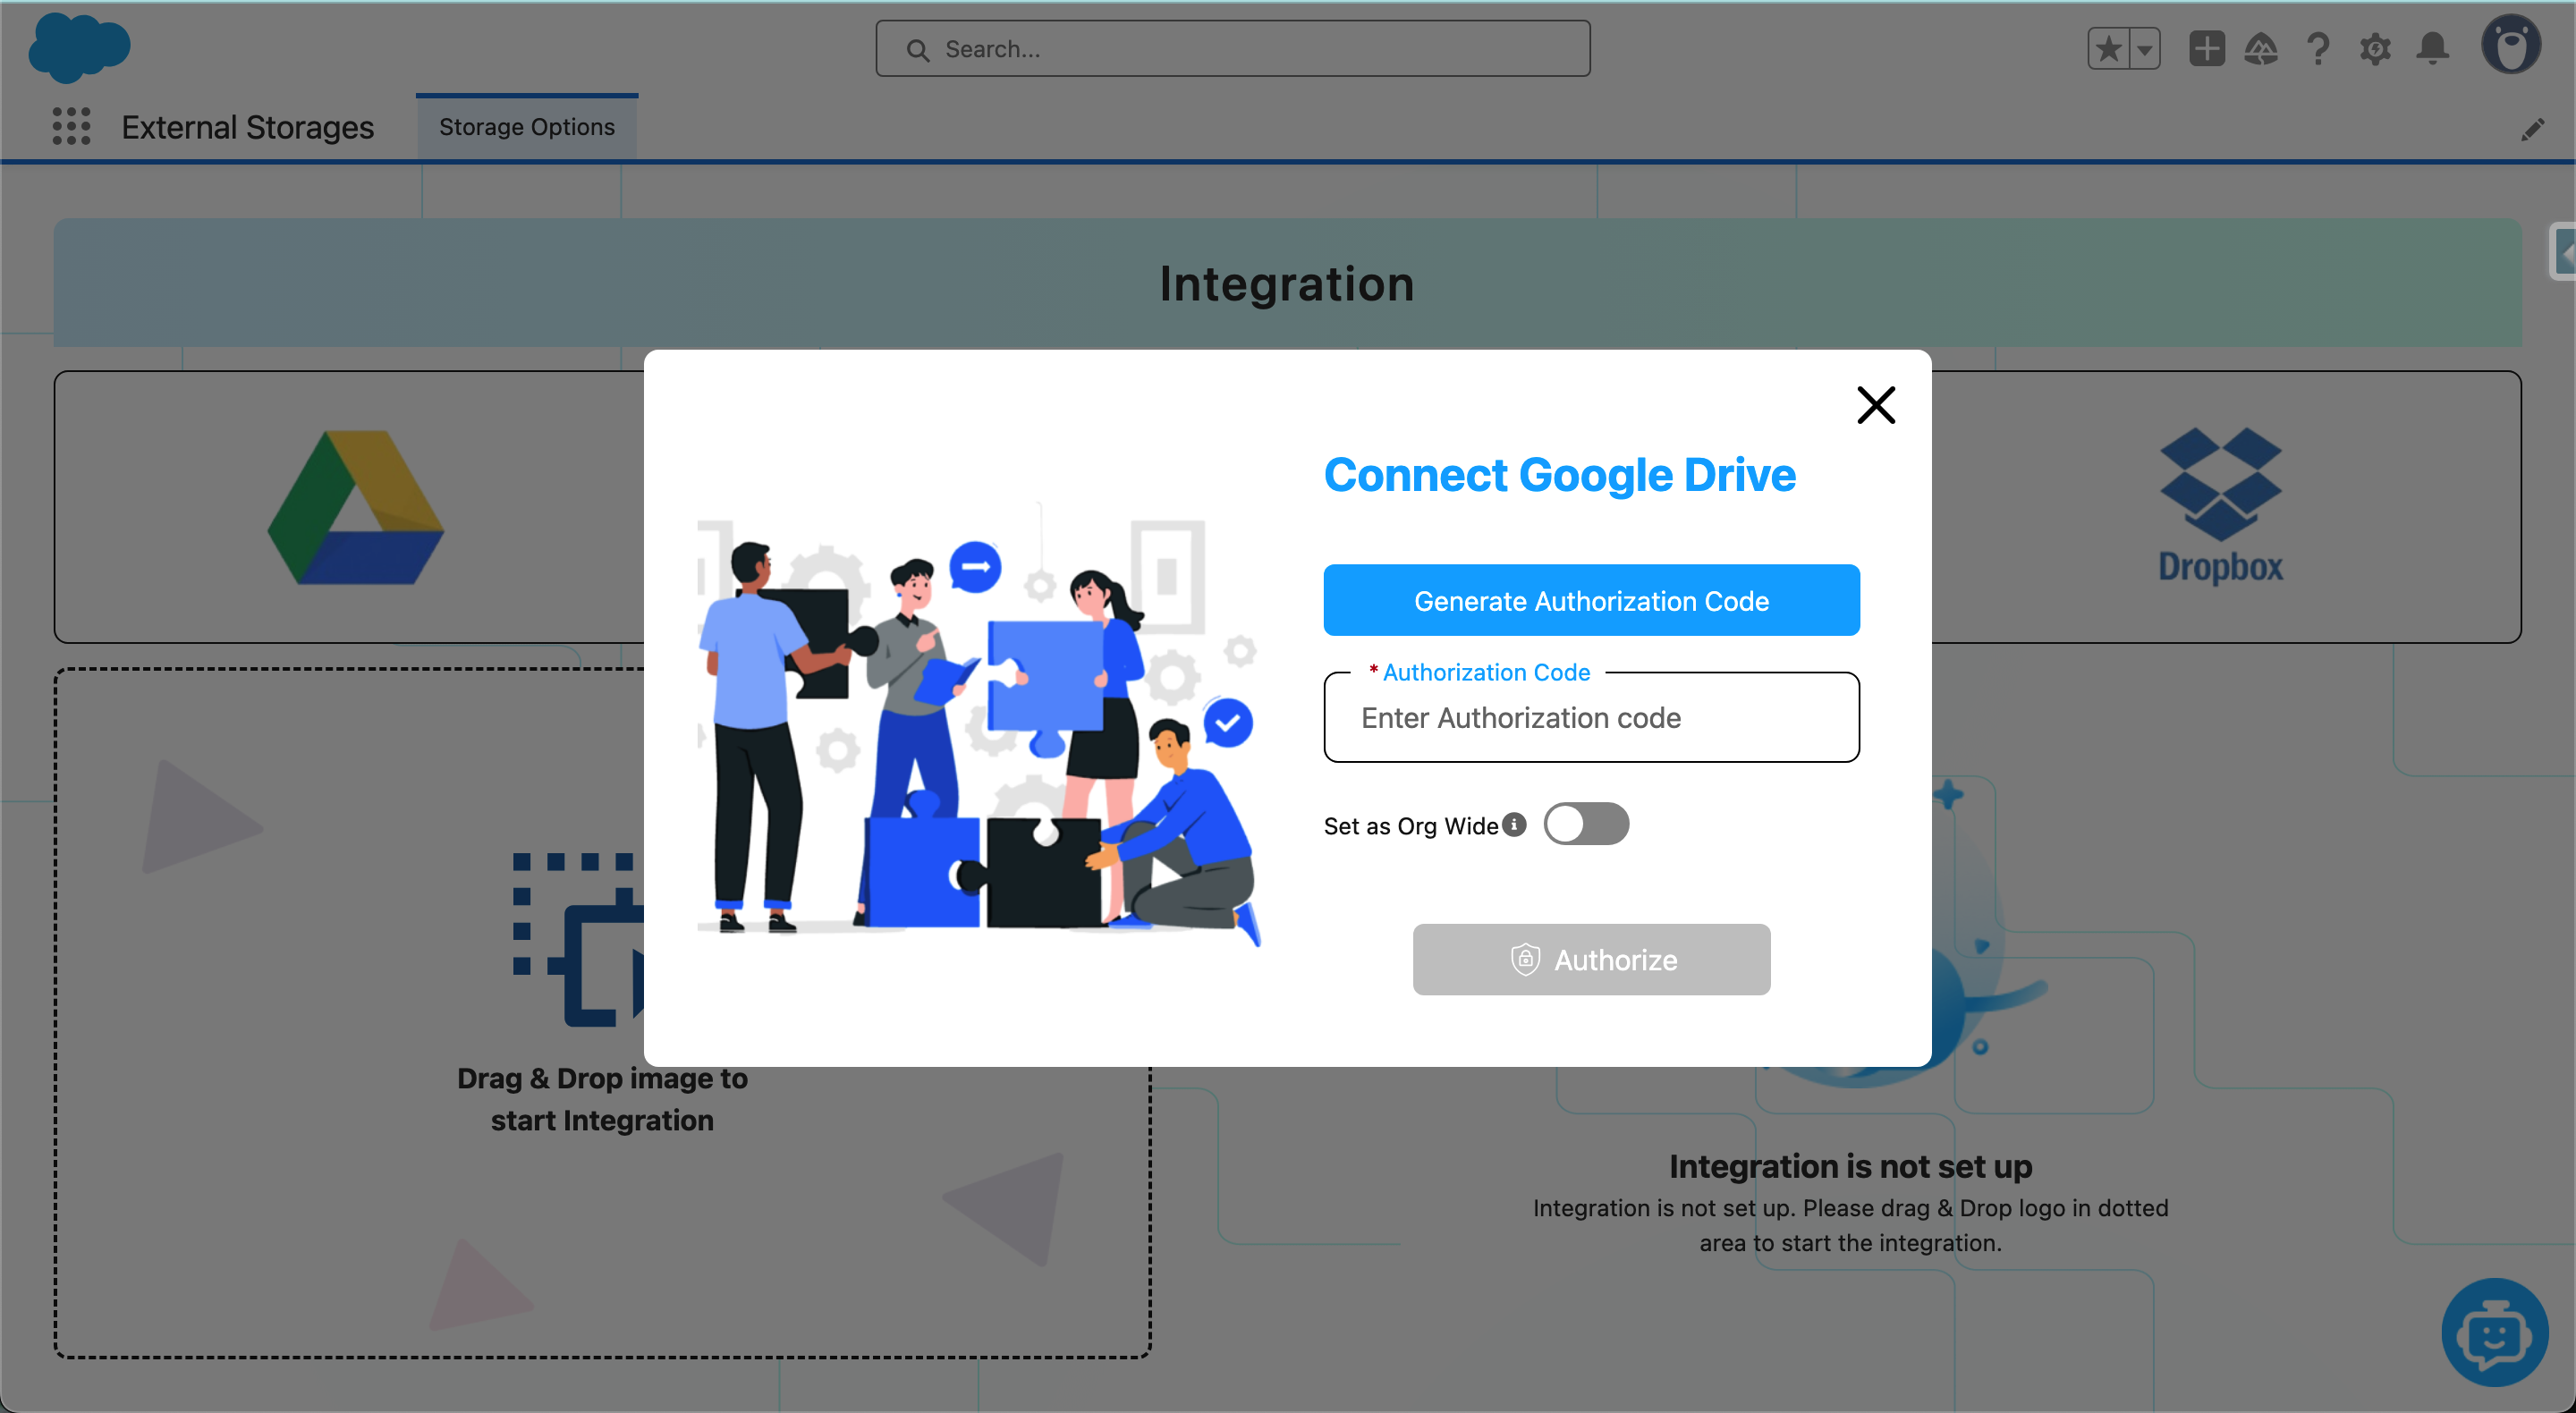 Search...
External Storages
Storage Options
Integration
Connect Google Drive
Generate Authorization Code
*Authorization Code
Enter Authorization code
Set as Org Wide
Authorize
Dropbox
Drag & Drop image to
start Integration
Integration is not set up
Integration is not set up. Please drag & Drop logo in dotted
area to start the integration.